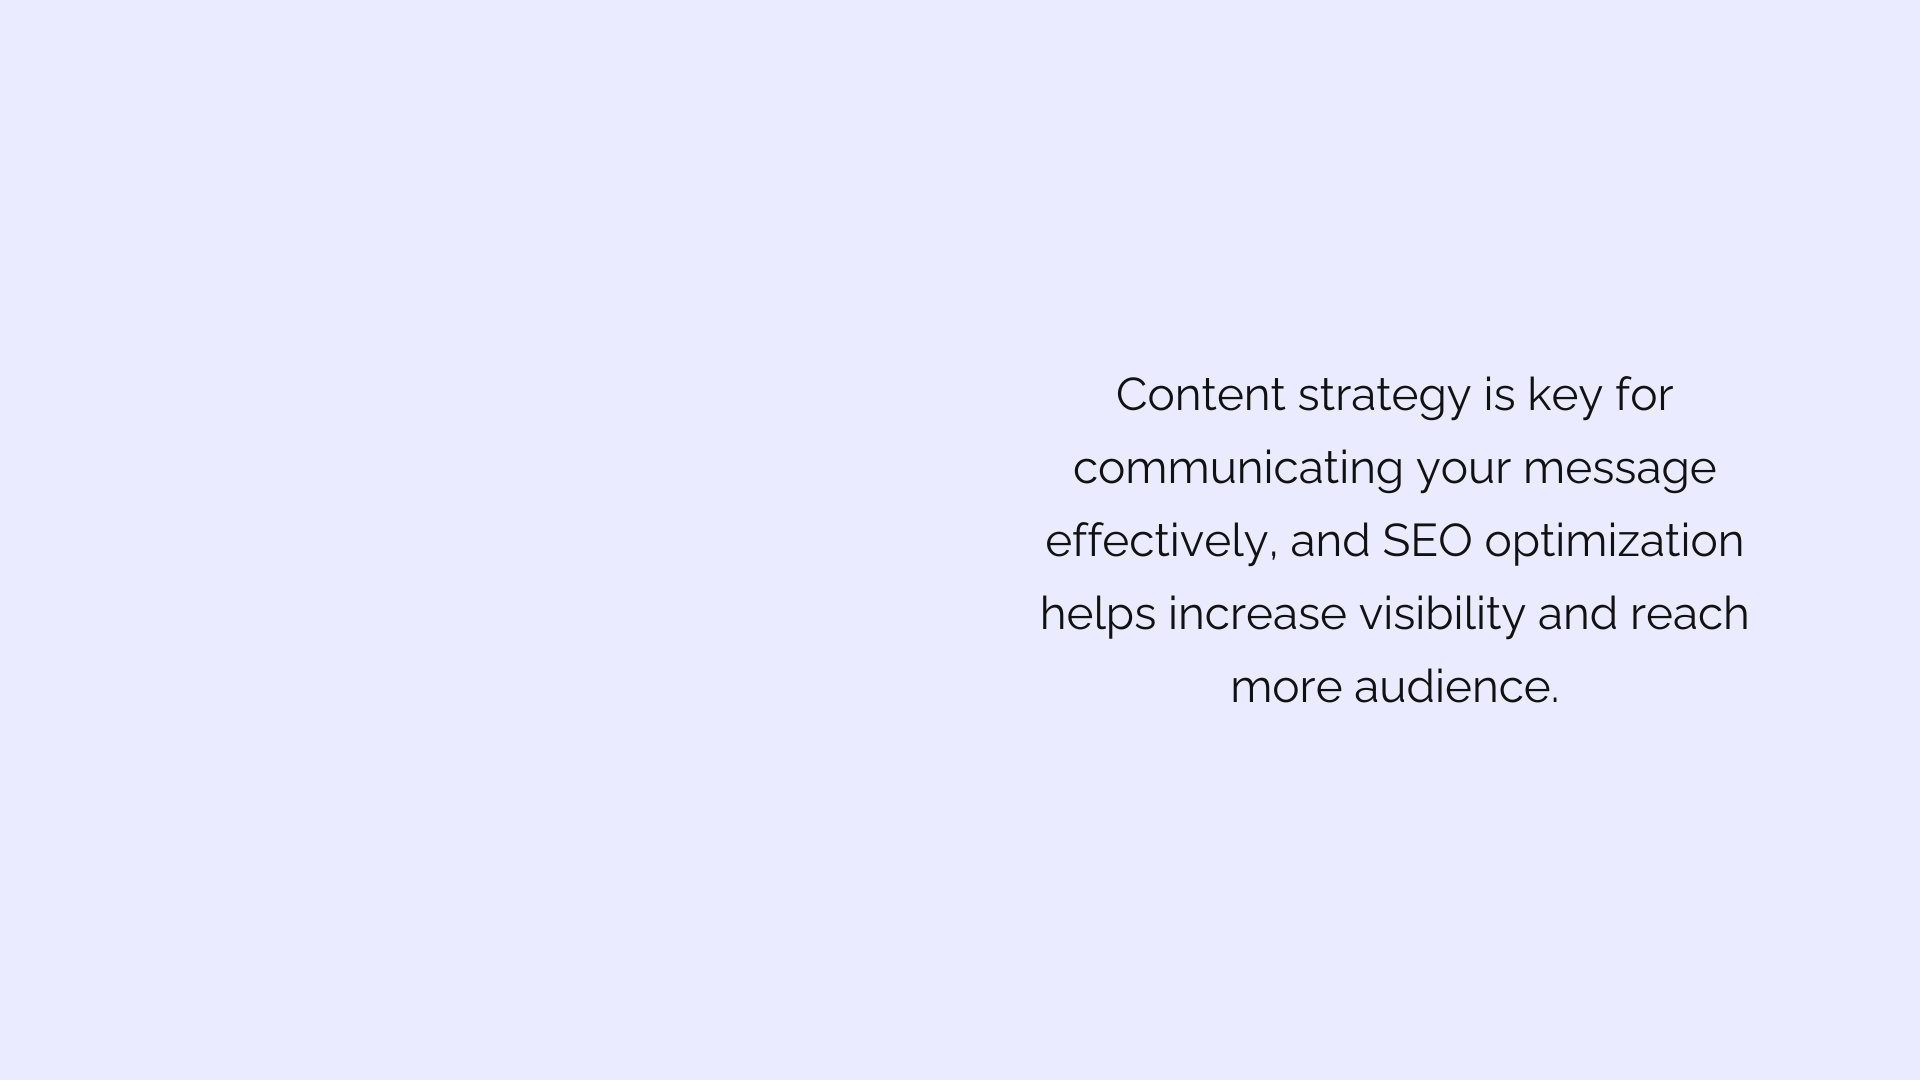 Content strategy is key for
communicating your message
effectively, and SEO optimization
helps increase visibility and reach
more audience.